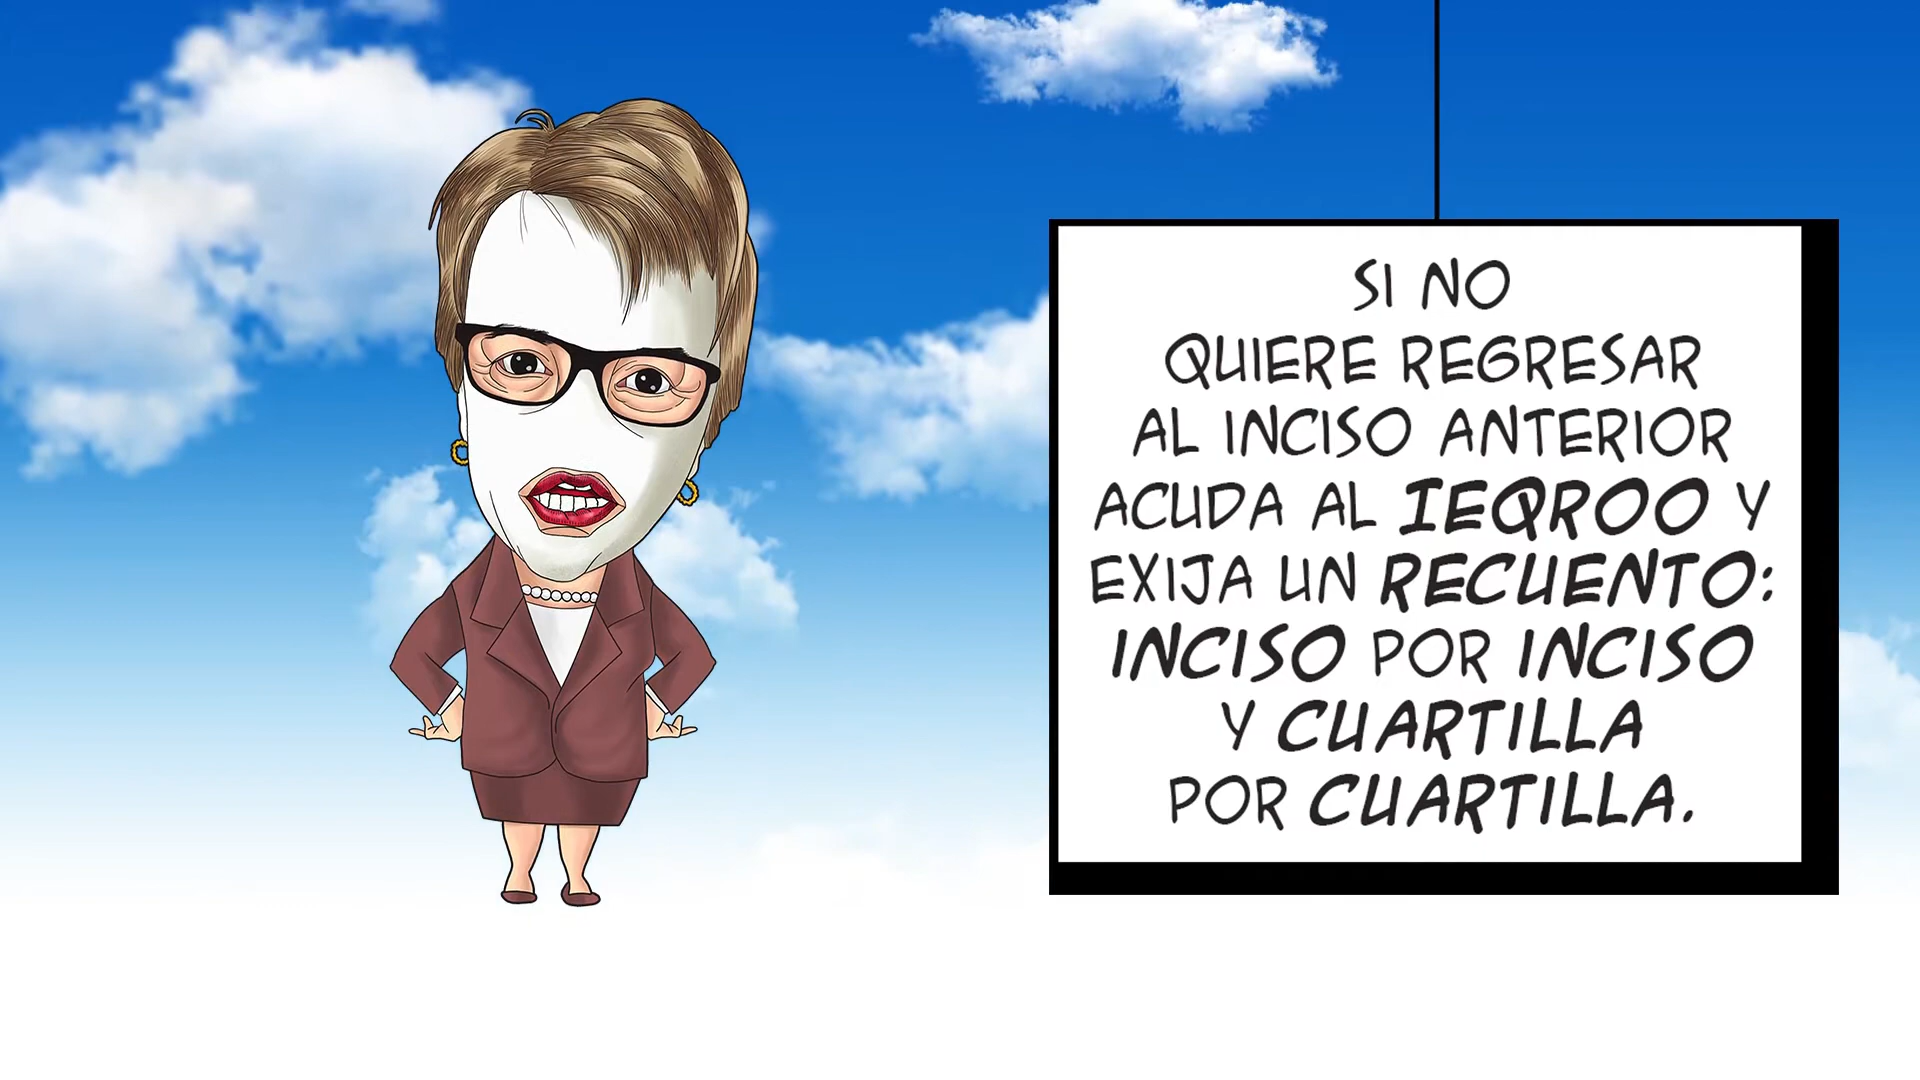 SI NO
QUIERE REGRESAR
AL INCISO ANTERIOR
ACUDA AL IEQROO Y
EXIJA UN RECUENTO:
INCISO POR INCISO
Y CUARTILLA
POR CUARTILLA.